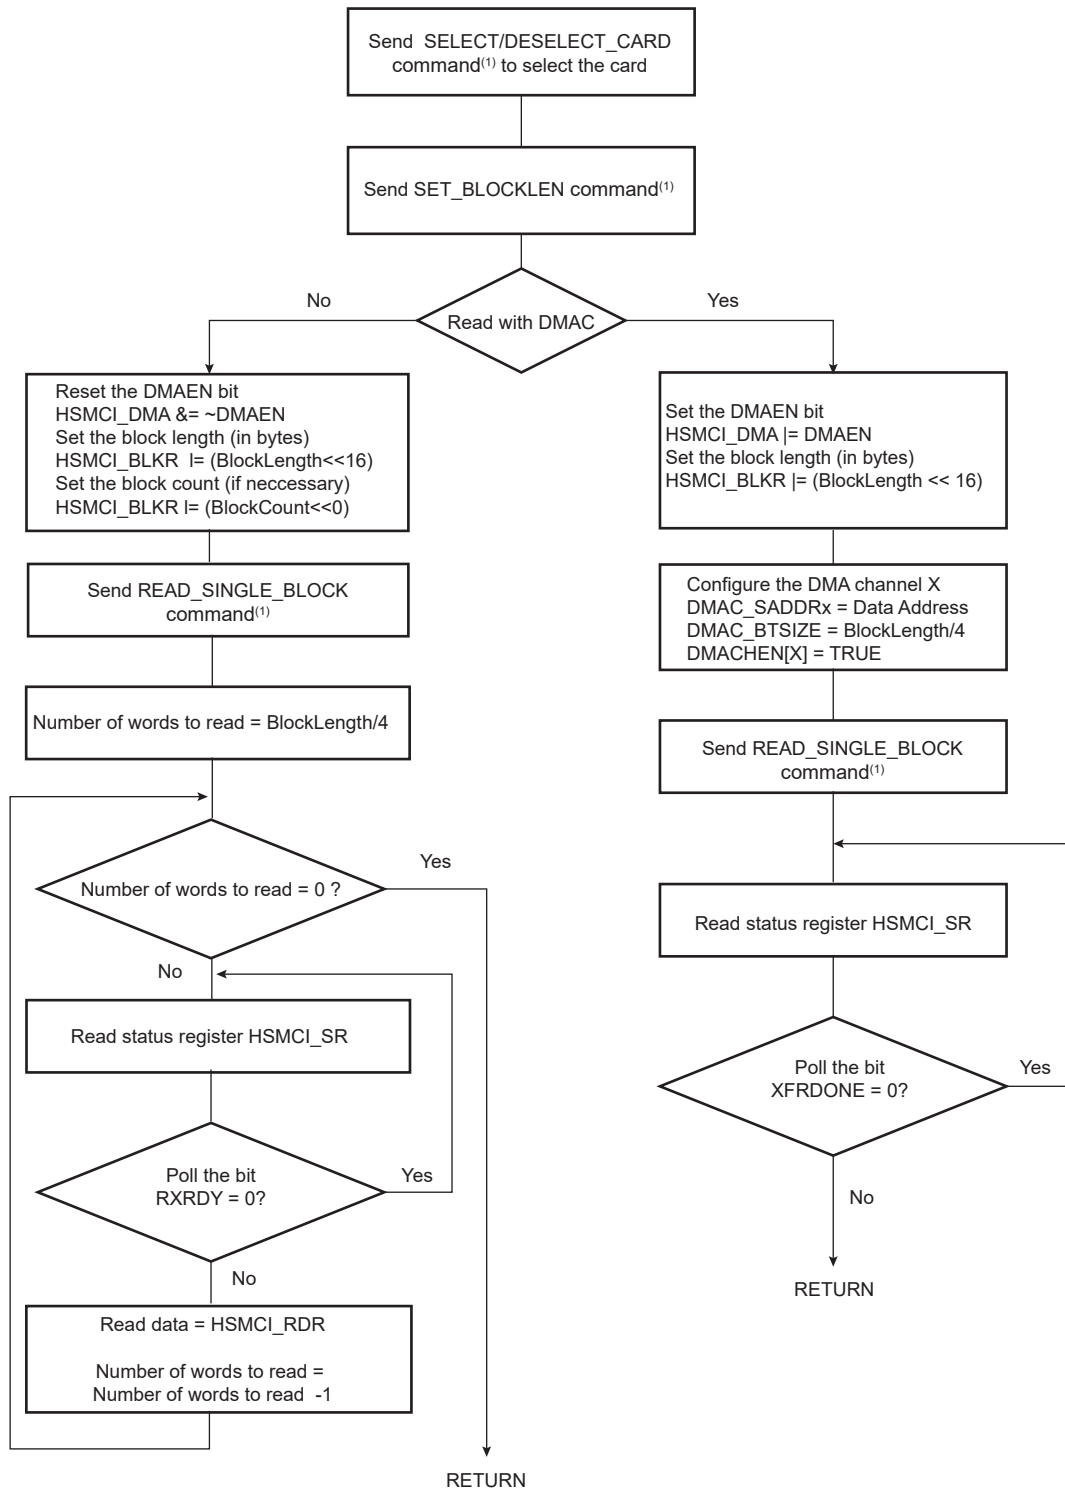 Send  SELECT/DESELECT_CARD
command(1) to select the card
Send SET_BLOCKLEN command(1)
No
Yes
Read with DMAC
Reset the DMAEN bit
HSMCI_DMA &= ~DMAEN
Set the block length (in bytes)
HSMCI_BLKR  l= (BlockLength<<16)
Set the block count (if neccessary)
HSMCI_BLKR l= (BlockCount<<0)
Send READ_SINGLE_BLOCK
command(1)
Number of words to read = BlockLength/4
Number of words to read = 0 ?
Yes
No
Read status register HSMCI_SR
Poll the bit
RXRDY = 0?
Yes
No
Read data = HSMCI_RDR
Number of words to read =
Number of words to read  -1
RETURN
Set the DMAEN bit
HSMCI_DMA |= DMAEN
Set the block length (in bytes)
HSMCI_BLKR |= (BlockLength << 16)
Configure the DMA channel X
DMAC_SADDRx = Data Address
DMAC_BTSIZE = BlockLength/4
DMACHEN[X] = TRUE
Send READ_SINGLE_BLOCK
command(1)
Read status register HSMCI_SR
Poll the bit
XFRDONE = 0?
Yes
No
RETURN